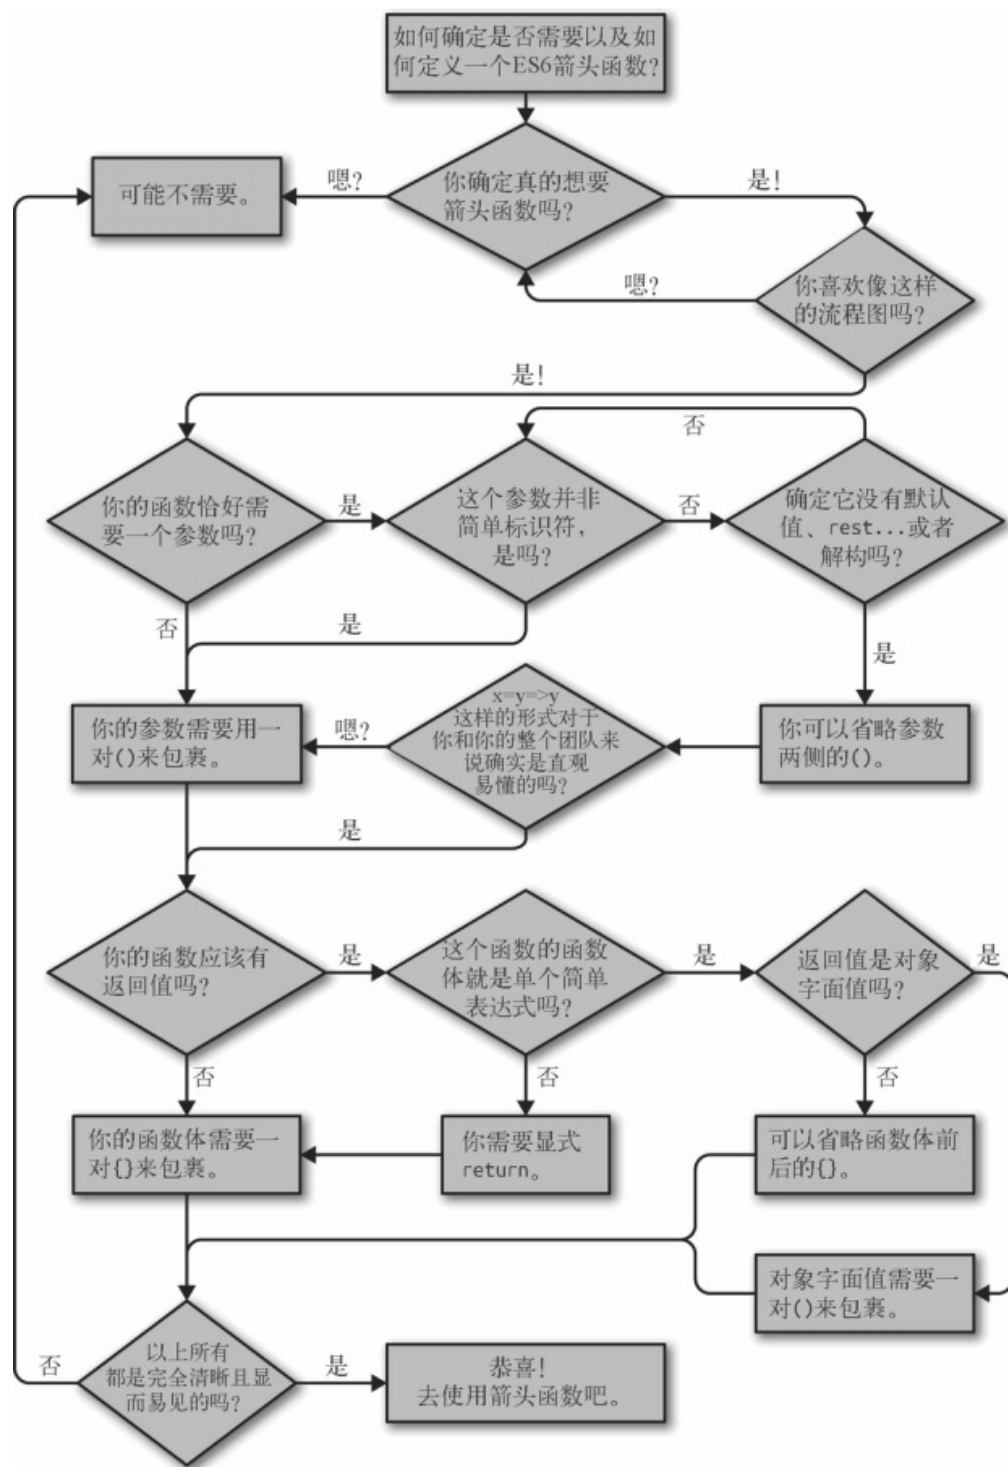 如何确定是否需要以及如
何定义一个ES6箭头函数?
可能不需要。
嗯?
你确定真的想要
箭头函数吗?
是!
嗯?
你喜欢像这样
的流程图吗?
是!
否
你的函数恰好需
要一个参数吗?
是
这个参数并非
简单标识符,
是吗?
否
确定它没有默认
值、rest...或者
解构吗?
否
是
是
你的参数需要用一
对()来包裹。
嗯?
x=y=>y
这样的形式对于
你和你的整个团队来
说确实是直观
易懂的吗?
你可以省略参数
两侧的()。
是
你的函数应该有
返回值吗?
是
这个函数的函数
体就是单个简单
表达式吗?
是
返回值是对象
字面值吗?
是
否
否
否
你的函数体需要一
对{}来包裹。
你需要显式
return。
可以省略函数体前
后的{}。
对象字面值需要一
对()来包裹。
否
以上所有
都是完全清晰且显
而易见的吗?
是
恭喜!
去使用箭头函数吧。